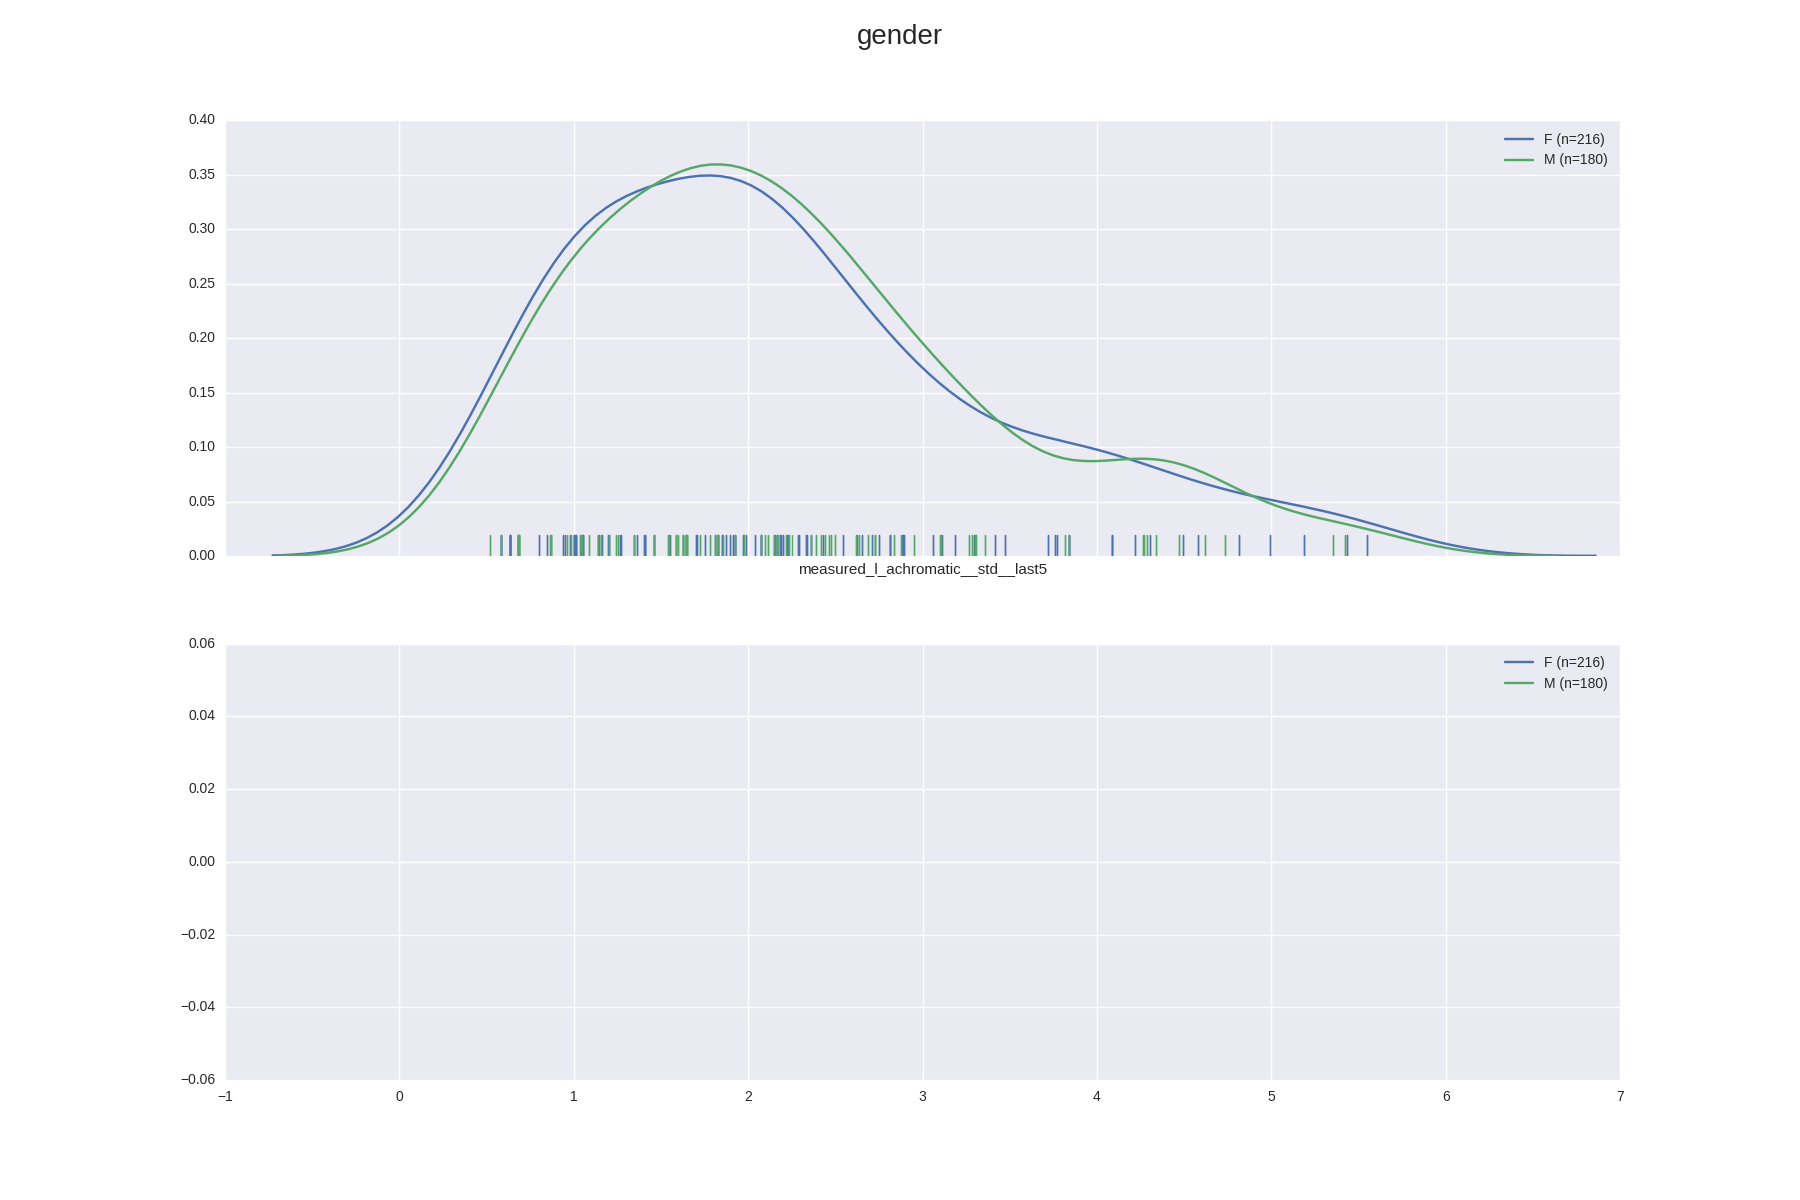 gender
0.40
0.35
0.30
0.25
0.20
0.15
0.10
0.05
0.00
F (n=216)
M (n=180)
measured_l_achromatic__std__last5
0.06
0.04
0.02
0.00
−0.02
−0.04
−0.06
F (n=216)
M (n=180)
−1 0 1 2 3 4 5 6 7